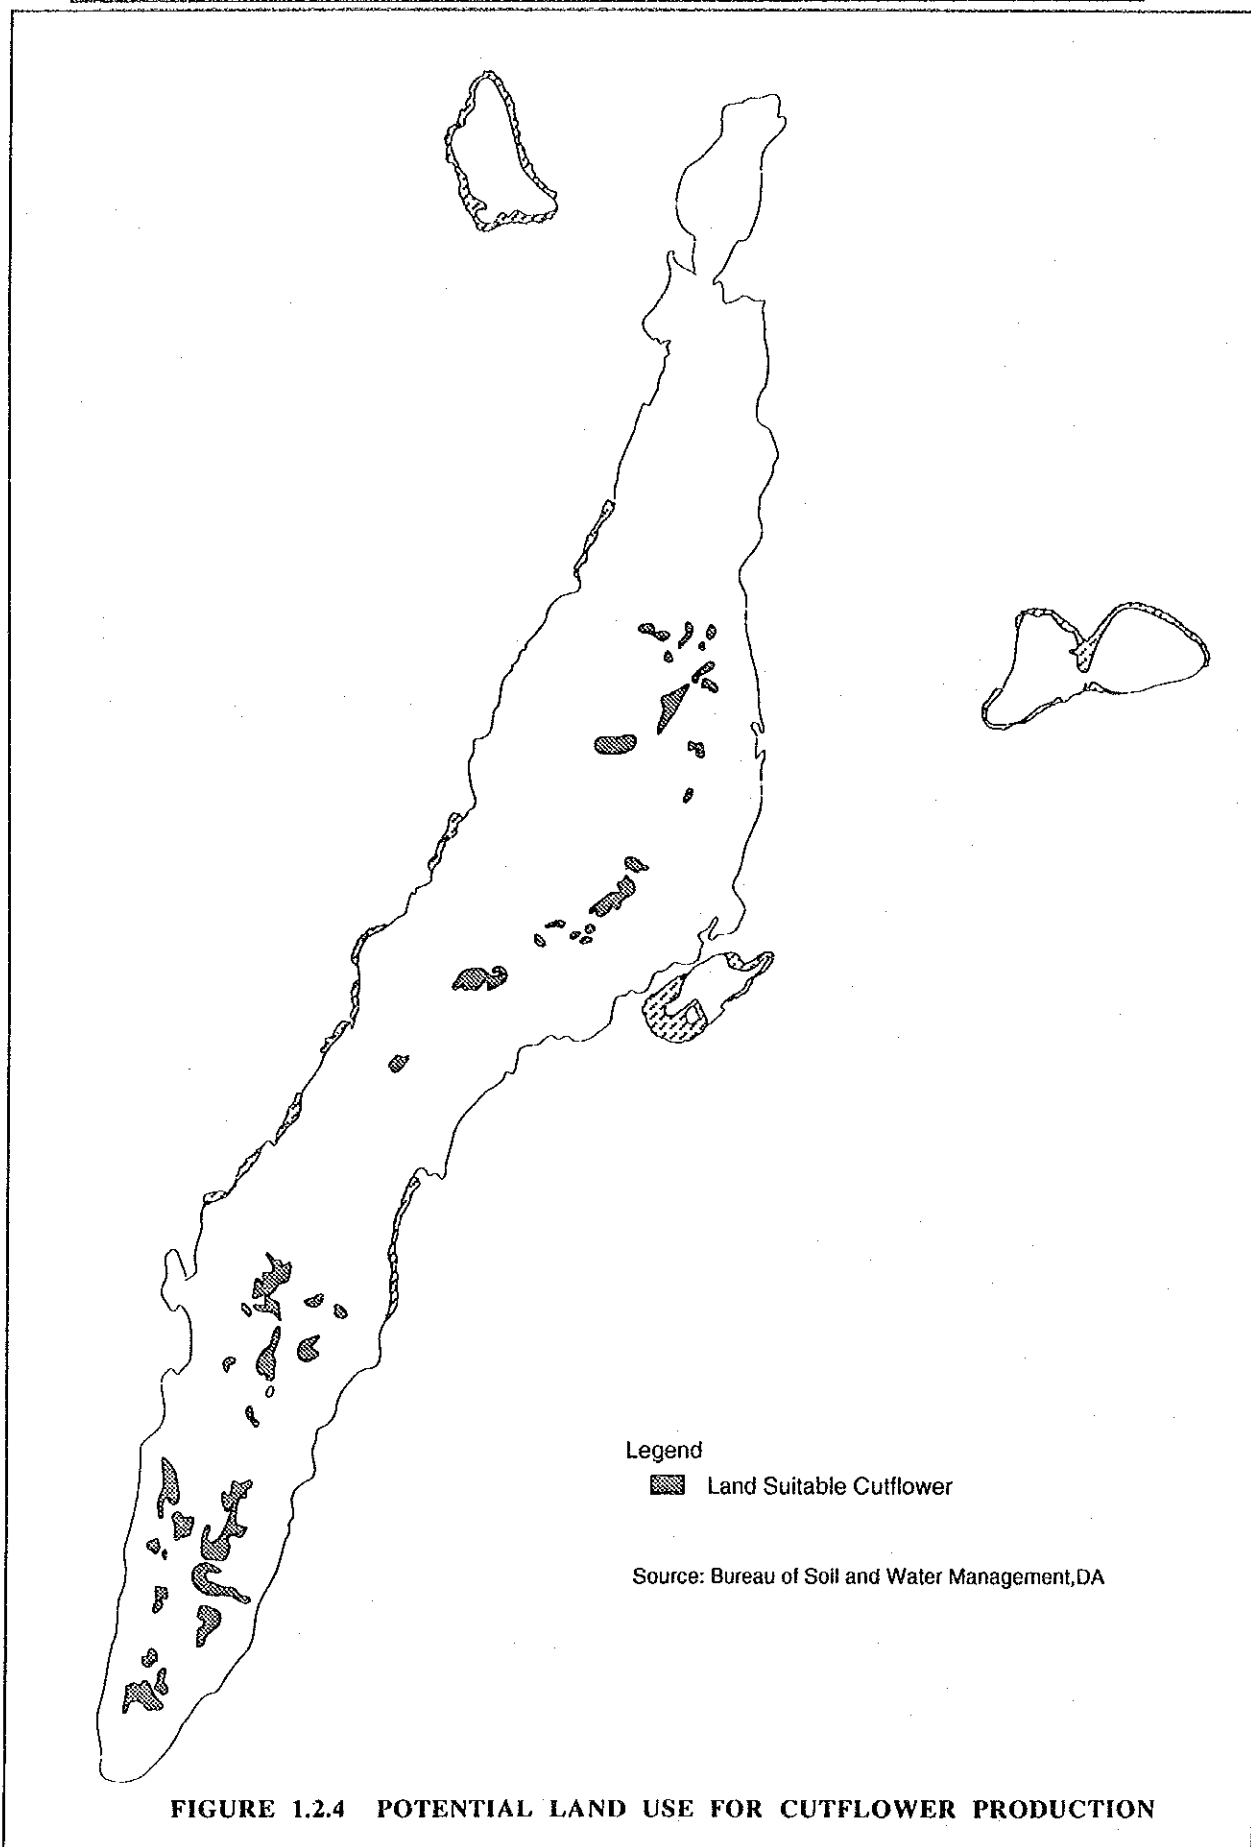 Legend
Land Suitable Cutflower
Source: Bureau of Soil and Water Management,DA
FIGURE 1.2.4 POTENTIAL LAND USE FOR CUTFLOWER PRODUCTION